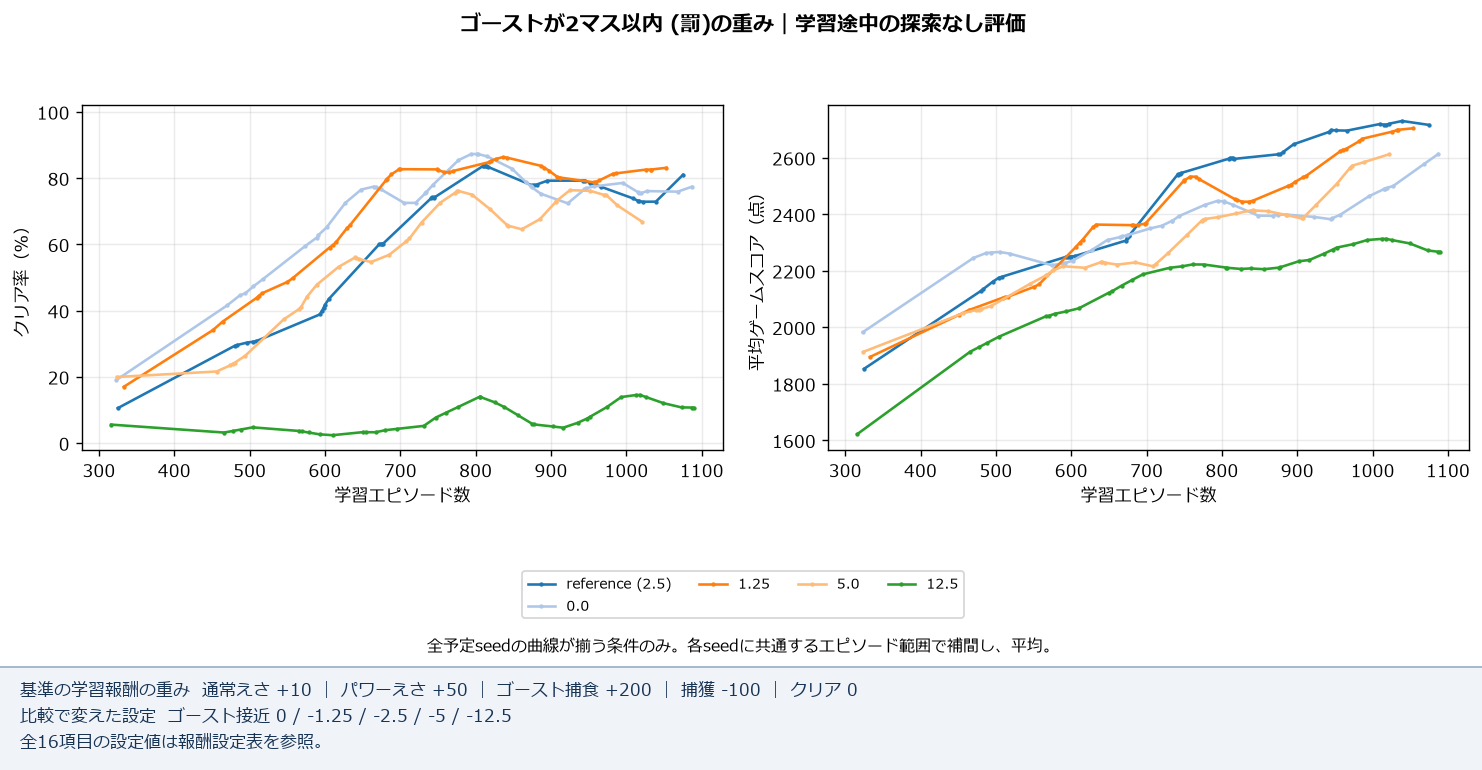 ゴーストが2マス以内 (罰)の重み｜学習途中の探索なし評価
クリア率（%）
100
80
60
40
20
0
300 400 500 600 700 800 900 1000 1100
学習エピソード数
平均ゲームスコア（点）
2600
2400
2200
2000
1800
1600
300 400 500 600 700 800 900 1000 1100
学習エピソード数
reference (2.5) 1.25 5.0 12.5
0.0
全予定seedの曲線が揃う条件のみ。各seedに共通するエピソード範囲で補間し、平均。
基準の学習報酬の重み 通常えさ +10 ｜ パワーえさ +50 ｜ ゴースト捕食 +200 ｜ 捕獲 -100 ｜ クリア 0
比較で変えた設定 ゴースト接近 0 / -1.25 / -2.5 / -5 / -12.5
全16項目の設定値は報酬設定表を参照。